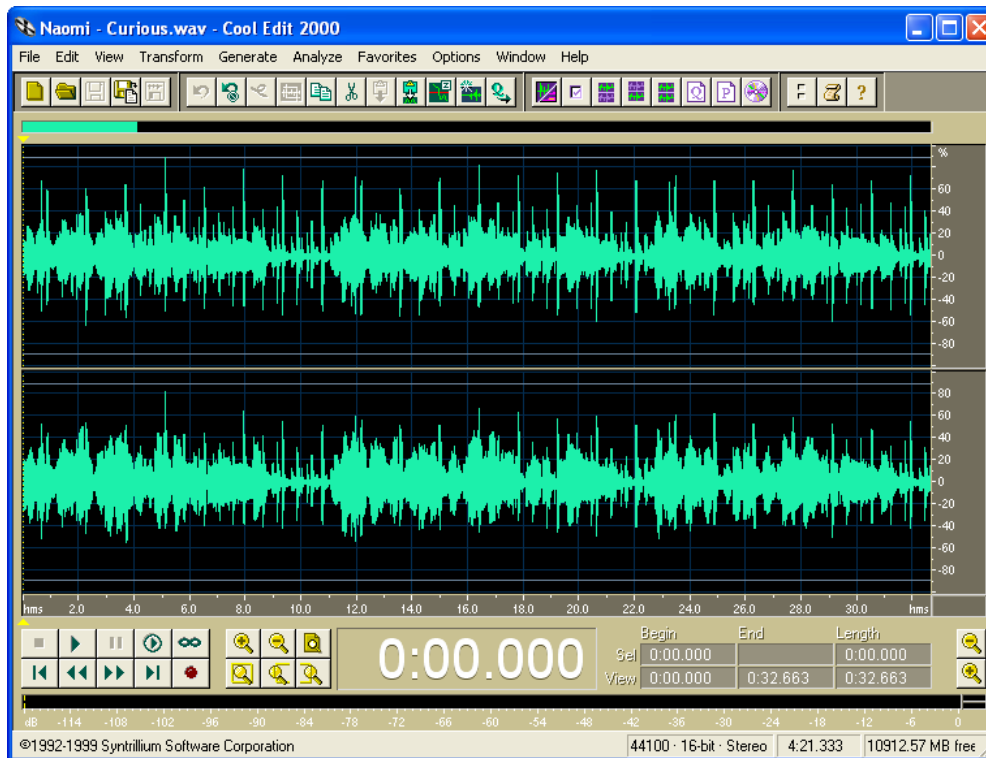 Naomi - Curious.wav - Cool Edit 2000
File Edit View Transform Generate Analyze Favorites Options Window Help
Q P F ?
%
60
40
20
0
-20
-40
-60
-80
80
60
40
20
0
-20
-40
-60
-80
hms 2.0 4.0 6.0 8.0 10.0 12.0 14.0 16.0 18.0 20.0 22.0 24.0 26.0 28.0 30.0 hms
0:00.000
Begin End Length
Sel 0:00.000 0:00.000
View 0:00.000 0:32.663 0:32.663
dB -114 -108 -102 -96 -90 -84 -78 -72 -66 -60 -54 -48 -42 -36 -30 -24 -18 -12 -6 0
©1992-1999 Syntrillium Software Corporation 44100 · 16-bit · Stereo 4:21.333 10912.57 MB free